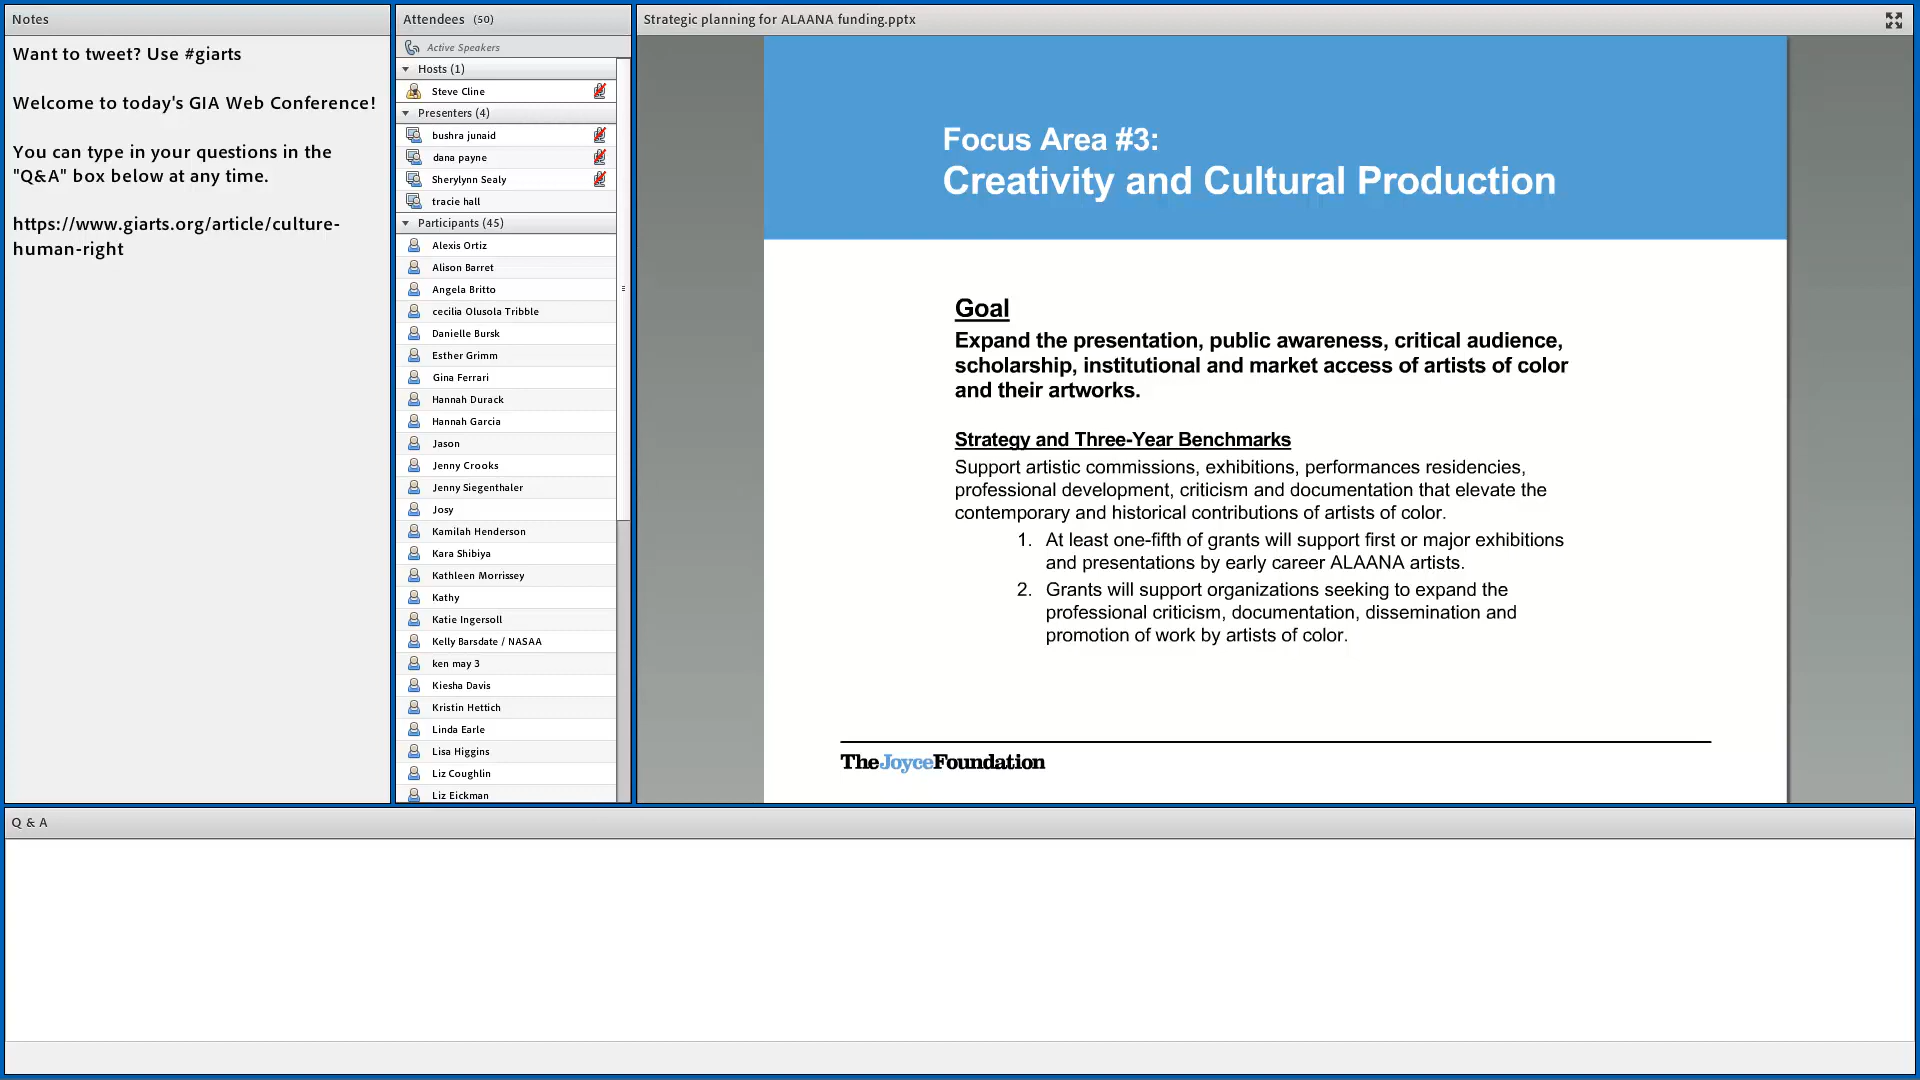 Notes
Want to tweet? Use #giarts
Welcome to today's GIA Web Conference!
You can type in your questions in the
"Q&A" box below at any time.
https://www.giarts.org/article/culture-
human-right
Attendees (50)
Active Speakers
Hosts (1)
Steve Cline
Presenters (4)
bushra junaid
dana payne
Sherylynn Sealy
tracie hall
Participants (45)
Alexis Ortiz
Alison Barret
Angela Britto
cecilia Olusola Tribble
Danielle Bursk
Esther Grimm
Gina Ferrari
Hannah Durack
Hannah Garcia
Jason
Jenny Crooks
Jenny Siegenthaler
Josy
Kamilah Henderson
Kara Shibiya
Kathleen Morrissey
Kathy
Katie Ingersoll
Kelly Barsdate / NASAA
ken may 3
Kiesha Davis
Kristin Hettich
Linda Earle
Lisa Higgins
Liz Coughlin
Liz Eickman
Strategic planning for ALAANA funding.pptx
Focus Area #3:
Creativity and Cultural Production
Goal
Expand the presentation, public awareness, critical audience,
scholarship, institutional and market access of artists of color
and their artworks.
Strategy and Three-Year Benchmarks
Support artistic commissions, exhibitions, performances residencies,
professional development, criticism and documentation that elevate the
contemporary and historical contributions of artists of color.
1. At least one-fifth of grants will support first or major exhibitions
and presentations by early career ALAANA artists.
2. Grants will support organizations seeking to expand the
professional criticism, documentation, dissemination and
promotion of work by artists of color.
TheJoyceFoundation
Q & A